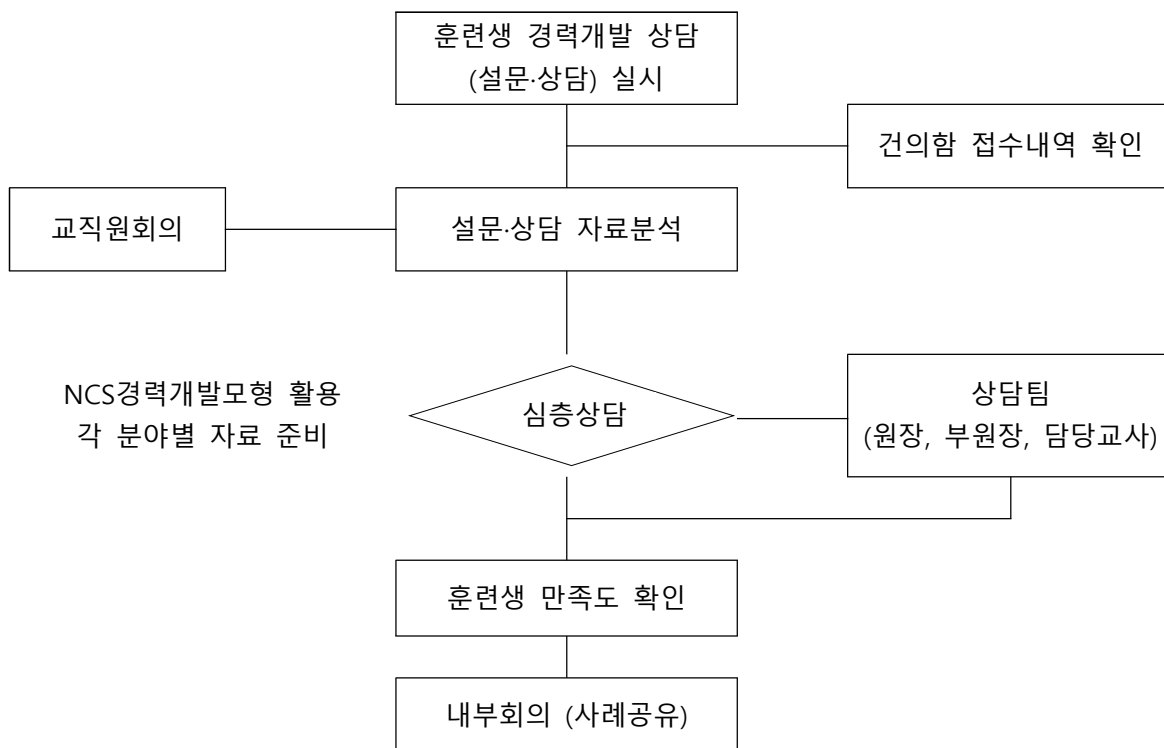 훈련생 경력개발 상담
(설문·상담) 실시
건의함 접수내역 확인
교직원회의
설문·상담 자료분석
NCS경력개발모형 활용
각 분야별 자료 준비
심층상담
상담팀
(원장, 부원장, 담당교사)
훈련생 만족도 확인
내부회의 (사례공유)